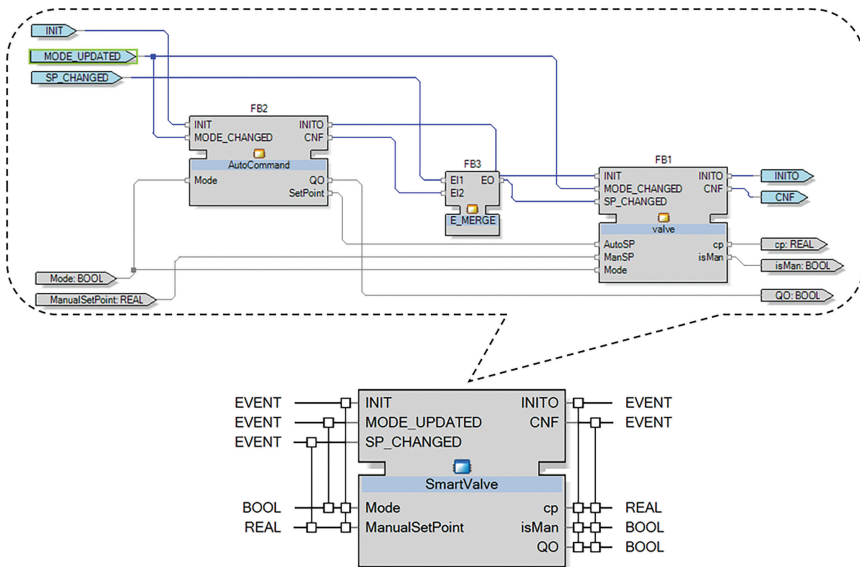 INIT
MODE_UPDATED
SP_CHANGED
FB2
INIT INITO
MODE_CHANGED CNF
AutoCommand
Mode QO
SetPoint
FB3
EI1 EO
EI2
E_MERGE
FB1
INIT INITO
MODE_CHANGED CNF
SP_CHANGED
valve
AutoSP cp
ManSP isMan
Mode
INITO
CNF
cp: REAL
isMan: BOOL
QO: BOOL
Mode: BOOL
ManualSetPoint: REAL
EVENT INIT INITO EVENT
EVENT MODE_UPDATED CNF EVENT
EVENT SP_CHANGED
SmartValve
BOOL Mode cp REAL
REAL ManualSetPoint isMan BOOL
QO BOOL